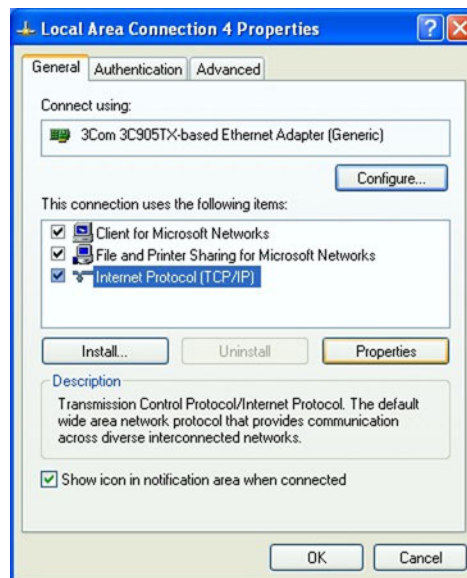 Local Area Connection 4 Properties
General Authentication Advanced
Connect using:
3Com 3C905TX-based Ethernet Adapter (Generic)
Configure...
This connection uses the following items:
Client for Microsoft Networks
File and Printer Sharing for Microsoft Networks
Internet Protocol (TCP/IP)
Install... Uninstall Properties
Description
Transmission Control Protocol/Internet Protocol. The default
wide area network protocol that provides communication
across diverse interconnected networks.
Show icon in notification area when connected
OK Cancel